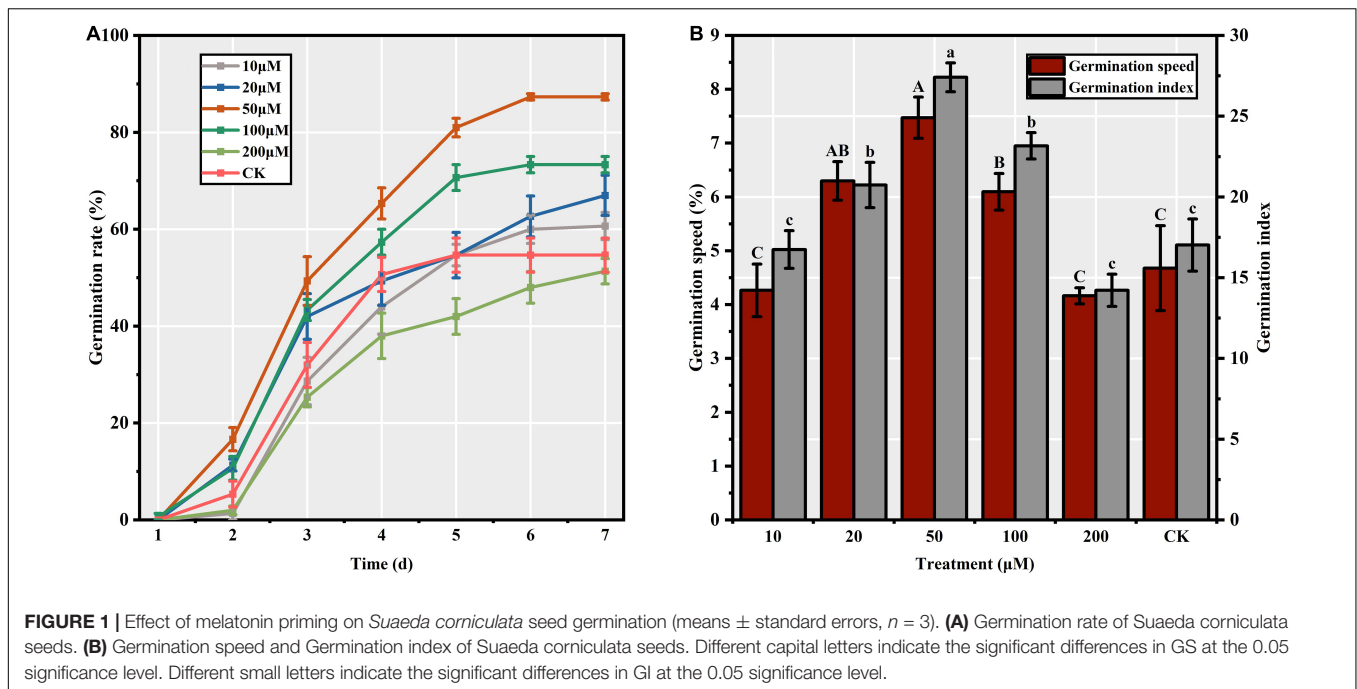 A
100
80
60
40
20
0
Germination rate (%)
10μM
20μM
50μM
100μM
200μM
CK
1 2 3 4 5 6 7
Time (d)
B
9
8
7
6
5
4
3
2
1
0
Germination speed (%)
Germination speed
Germination index
C c AB b A a B b C c C c
30
25
20
15
10
5
0
Germination index
10 20 50 100 200 CK
Treatment (μM)
FIGURE 1 | Effect of melatonin priming on Suaeda corniculata seed germination (means ± standard errors, n = 3). (A) Germination rate of Suaeda corniculata
seeds. (B) Germination speed and Germination index of Suaeda corniculata seeds. Different capital letters indicate the significant differences in GS at the 0.05
significance level. Different small letters indicate the significant differences in GI at the 0.05 significance level.